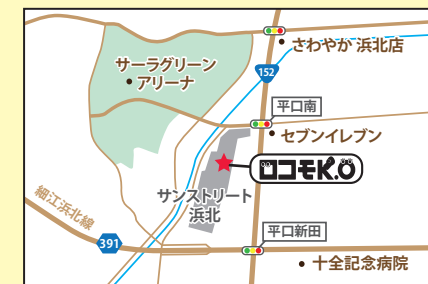 さわやか 浜北店
サーラグリーン
アリーナ
152
平口南
セブンイレブン
ロコモK.O
サンストリート
浜北
細江浜北線
391
平口新田
十全記念病院